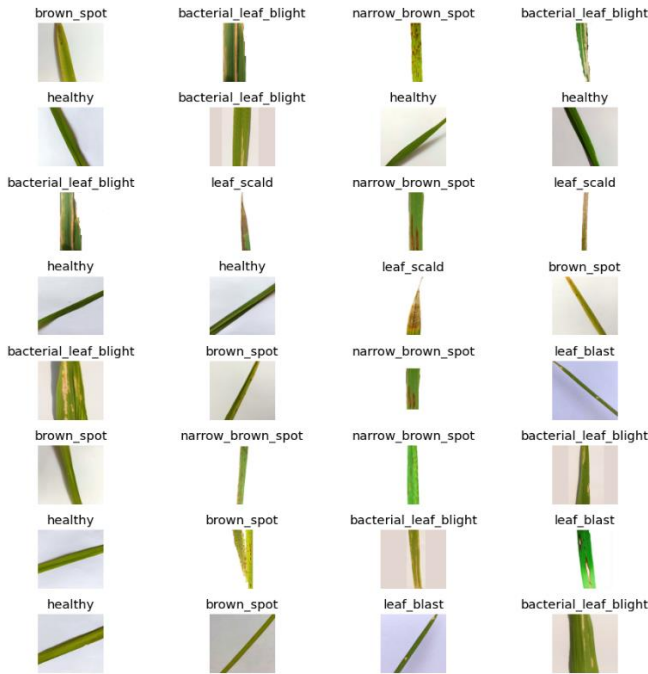 brown_spot bacterial_leaf_blight narrow_brown_spot bacterial_leaf_blight
healthy bacterial_leaf_blight healthy healthy
bacterial_leaf_blight leaf_scald narrow_brown_spot leaf_scald
healthy healthy leaf_scald brown_spot
bacterial_leaf_blight brown_spot narrow_brown_spot leaf_blast
brown_spot narrow_brown_spot narrow_brown_spot bacterial_leaf_blight
healthy brown_spot bacterial_leaf_blight leaf_blast
healthy brown_spot leaf_blast bacterial_leaf_blight